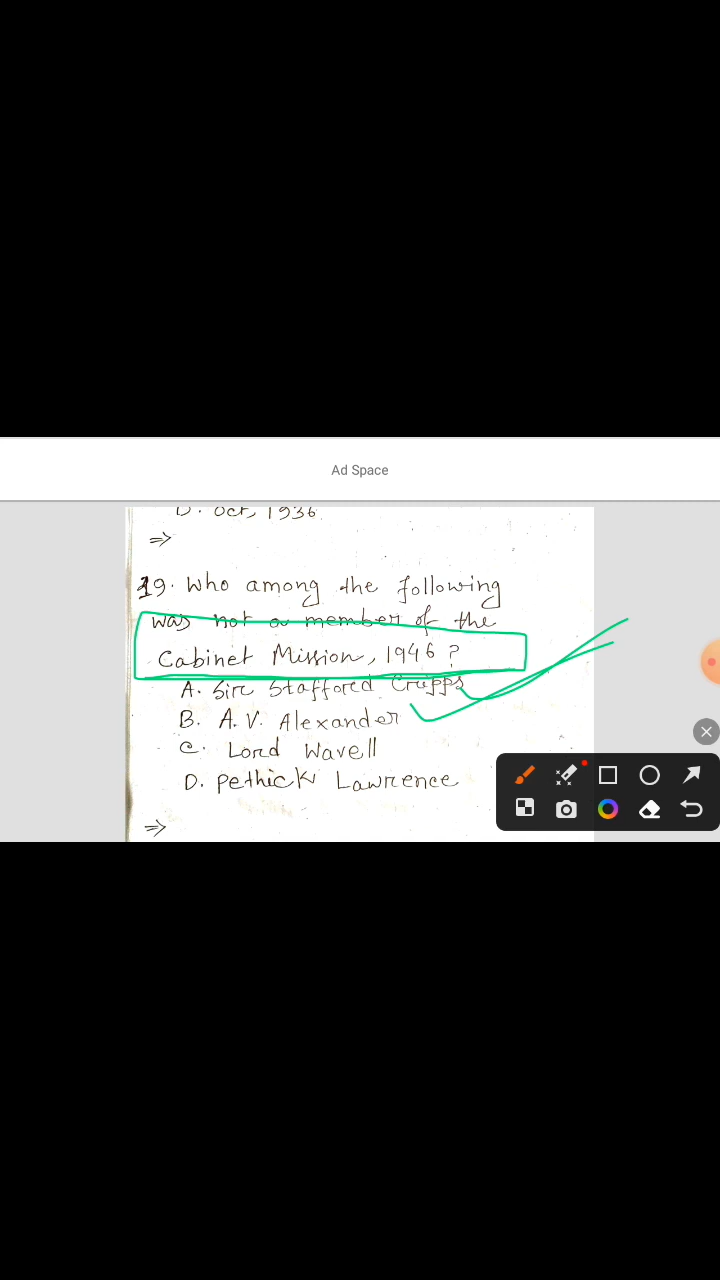 Ad Space
D. Oct, 1936
⇒
19. Who among the following
was not a member of the
Cabinet Mission, 1946 ?
A. Sir Stafford Cripps
B. A.V. Alexander
C. Lord Wavell
D. Pethick Lawrence
⇒